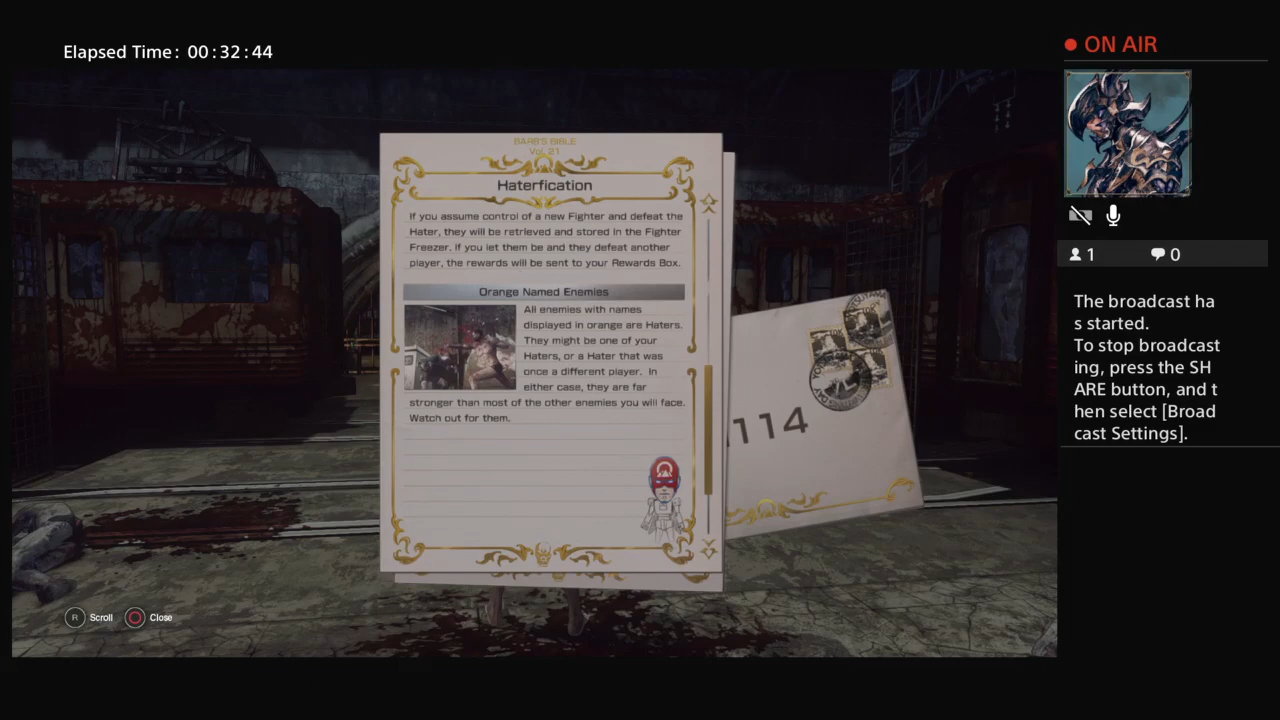 Elapsed Time: 00:32:44
ON AIR
BARB'S BIBLE
Vol. 21
Haterfication
If you assume control of a new Fighter and defeat the
Hater, they will be retrieved and stored in the Fighter
Freezer. If you let them be and they defeat another
player, the rewards will be sent to your Rewards Box.
Orange Named Enemies
All enemies with names
displayed in orange are Haters.
They might be one of your
Haters, or a Hater that was
once a different player. In
either case, they are far
stronger than most of the other enemies you will face.
Watch out for them.
114
R Scroll Close
1 0
The broadcast ha
s started.
To stop broadcast
ing, press the SH
ARE button, and t
hen select [Broad
cast Settings].